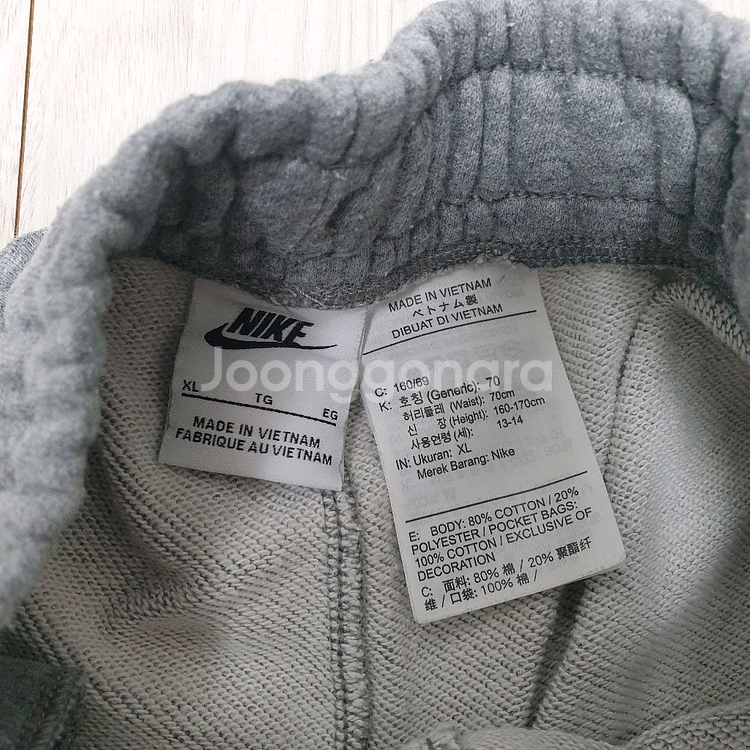 NIKE
XL
TG
EG
MADE IN VIETNAM
FABRIQUE AU VIETNAM
MADE IN VIETNAM
ベトナム製
DIBUAT DI VIETNAM
C: 160/69
K: 호칭 (Generic): 70
허리둘레 (Waist): 70cm
신 장 (Height): 160-170cm
사용연령 (세): 13-14
IN: Ukuran: XL
Merek Barang: Nike
E: BODY: 80% COTTON / 20%
POLYESTER / POCKET BAGS:
100% COTTON / EXCLUSIVE OF
DECORATION
C: 面料: 80% 棉 / 20% 聚酯纤
维 / 口袋: 100% 棉 /
Joonggonara